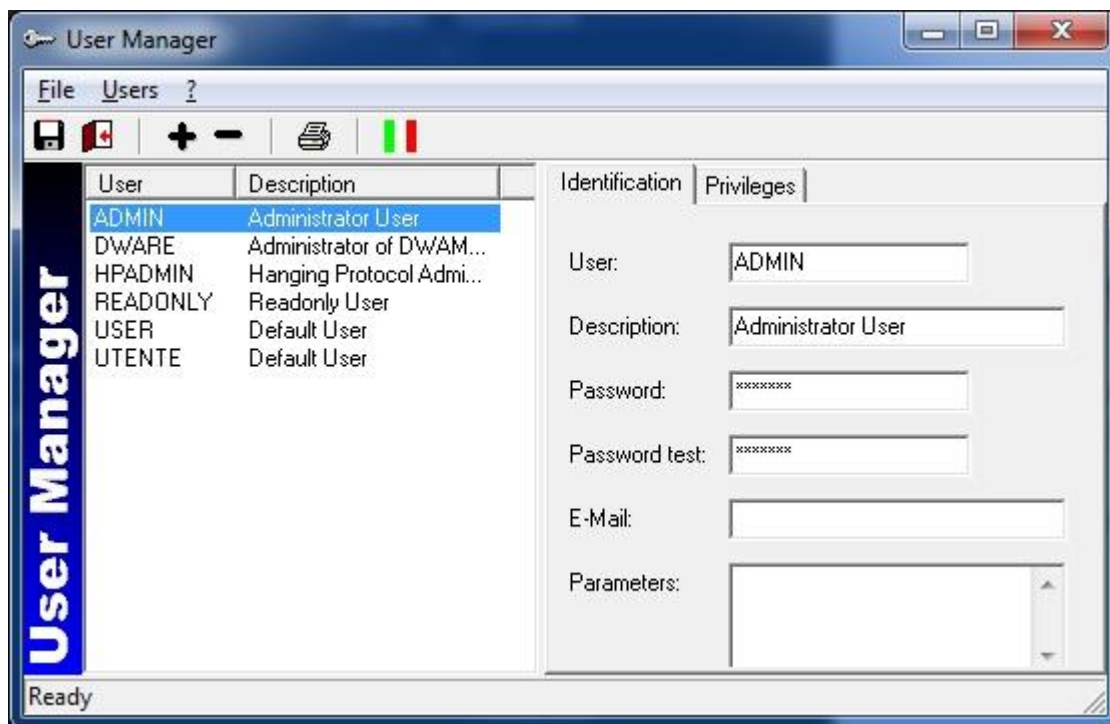 User Manager
File Users ?
User Description
ADMIN Administrator User
DWARE Administrator of DWAM...
HPADMIN Hanging Protocol Admi...
READONLY Readonly User
USER Default User
UTENTE Default User
User Manager
Identification Privileges
User: ADMIN
Description: Administrator User
Password: *******
Password test: *******
E-Mail:
Parameters:
Ready